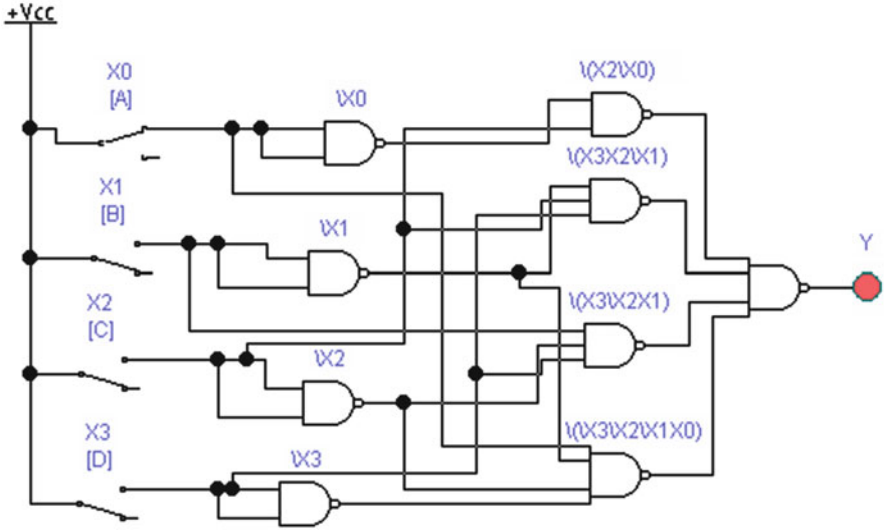 +Vcc
X0
[A]
\X0
\(X2\X0)
\(X3X2\X1)
X1
[B]
\X1
Y
X2
[C]
\X2
\(X3\X2X1)
X3
[D]
\X3
\(\X3\X2\X1X0)